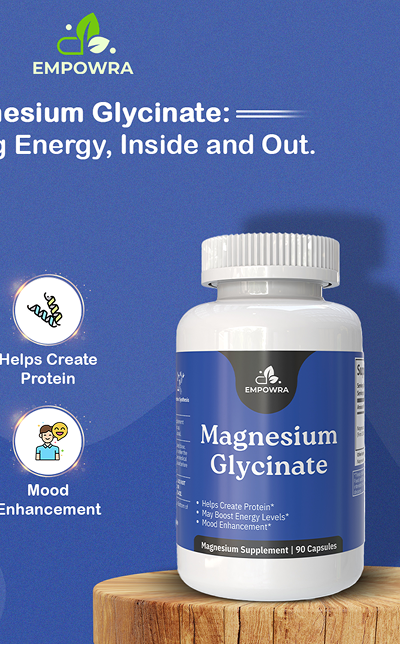 EMPOWRA
nesium Glycinate:
g Energy, Inside and Out.
Helps Create
Protein
Mood
Enhancement
EMPOWRA
Magnesium
Glycinate
• Helps Create Protein*
• May Boost Energy Levels*
• Mood Enhancement*
Magnesium Supplement | 90 Capsules